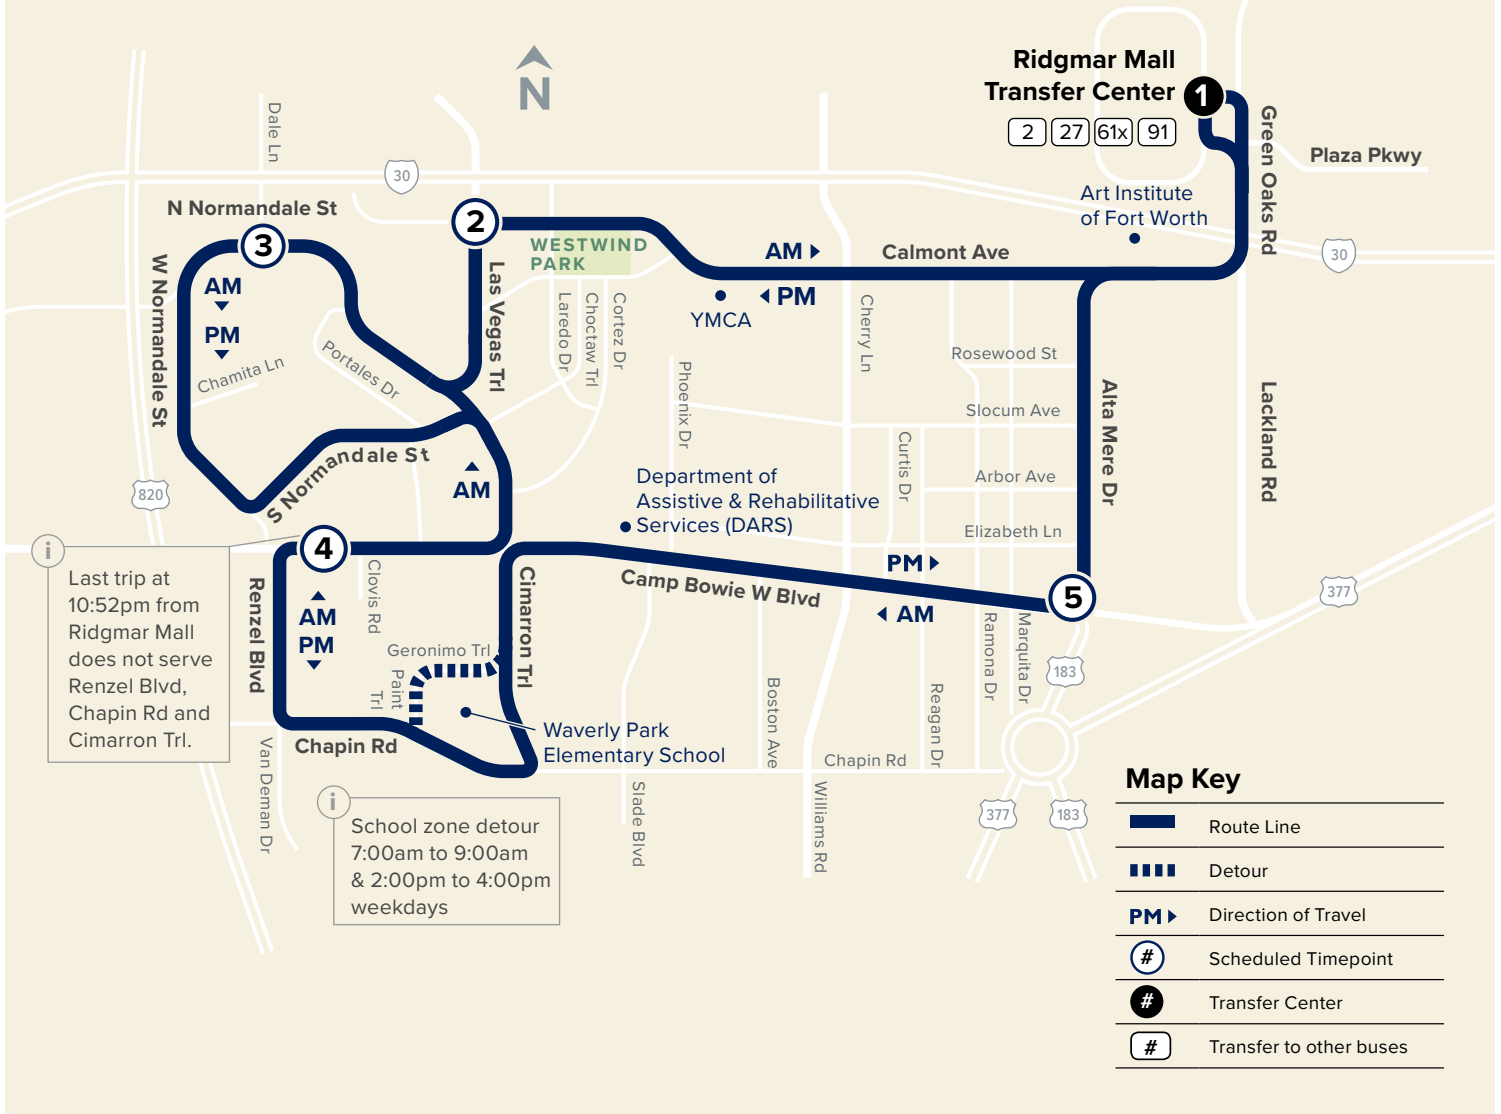 Ridgmar Mall
Transfer Center
1
2
27
61x
91
N
Dale Ln
30
Green Oaks Rd
Plaza Pkwy
Art Institute
of Fort Worth
N Normandale St
2
3
WESTWIND
PARK
AM
Calmont Ave
30
W Normandale St
AM
PM
YMCA
PM
Las Vegas Trl
Laredo Dr
Choctaw Trl
Cortez Dr
Cherry Ln
Chamita Ln
Portales Dr
Rosewood St
Phoenix Dr
Slocum Ave
Alta Mere Dr
Lackland Rd
Curtis Dr
S Normandale St
AM
Department of
Assistive & Rehabilitative
Services (DARS)
Arbor Ave
Elizabeth Ln
820
i
Last trip at
10:52pm from
Ridgmar Mall
does not serve
Renzel Blvd,
Chapin Rd and
Cimarron Trl.
4
Renzel Blvd
Clovis Rd
AM
PM
Cimarron Trl
Camp Bowie W Blvd
PM
AM
5
377
Geronimo Trl
Paint
Trl
Ramona Dr
Marquita Dr
183
Waverly Park
Elementary School
Chapin Rd
Van Deman Dr
Boston Ave
Reagan Dr
Chapin Rd
Slade Blvd
Williams Rd
377
183
i
School zone detour
7:00am to 9:00am
& 2:00pm to 4:00pm
weekdays
Map Key
Route Line
Detour
PM
Direction of Travel
#
Scheduled Timepoint
#
Transfer Center
#
Transfer to other buses